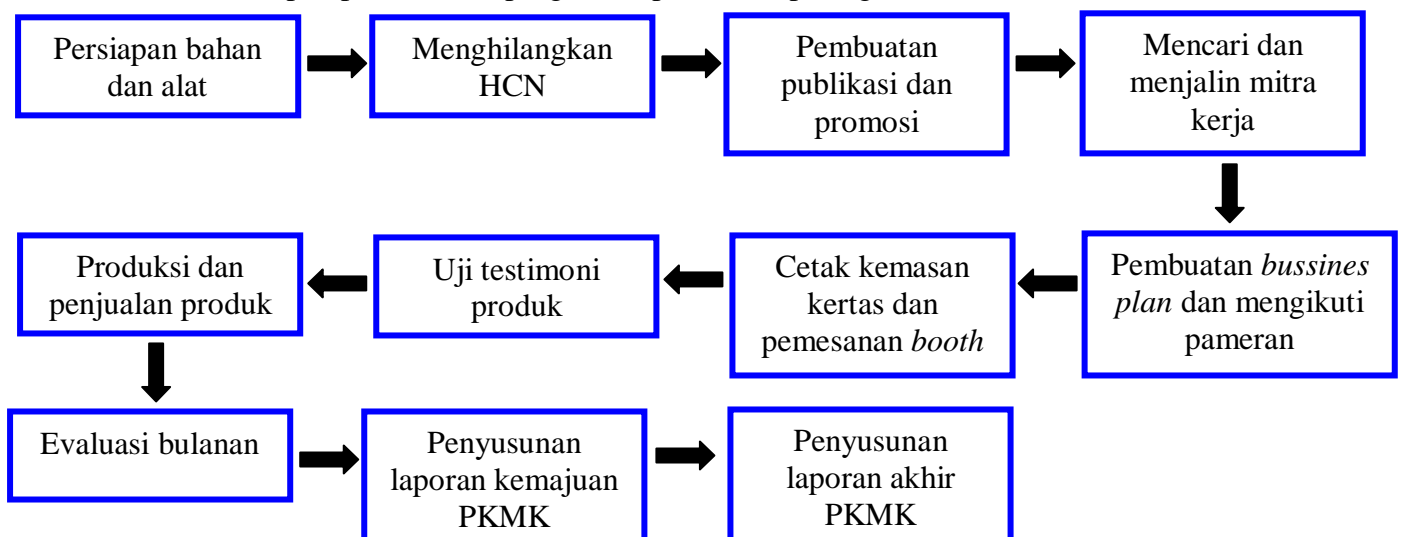 Persiapan bahan
dan alat
Menghilangkan
HCN
Pembuatan
publikasi dan
promosi
Mencari dan
menjalin mitra
kerja
Pembuatan bussines
plan dan mengikuti
pameran
Cetak kemasan
kertas dan
pemesanan booth
Uji testimoni
produk
Produksi dan
penjualan produk
Evaluasi bulanan
Penyusunan
laporan kemajuan
PKMK
Penyusunan
laporan akhir
PKMK